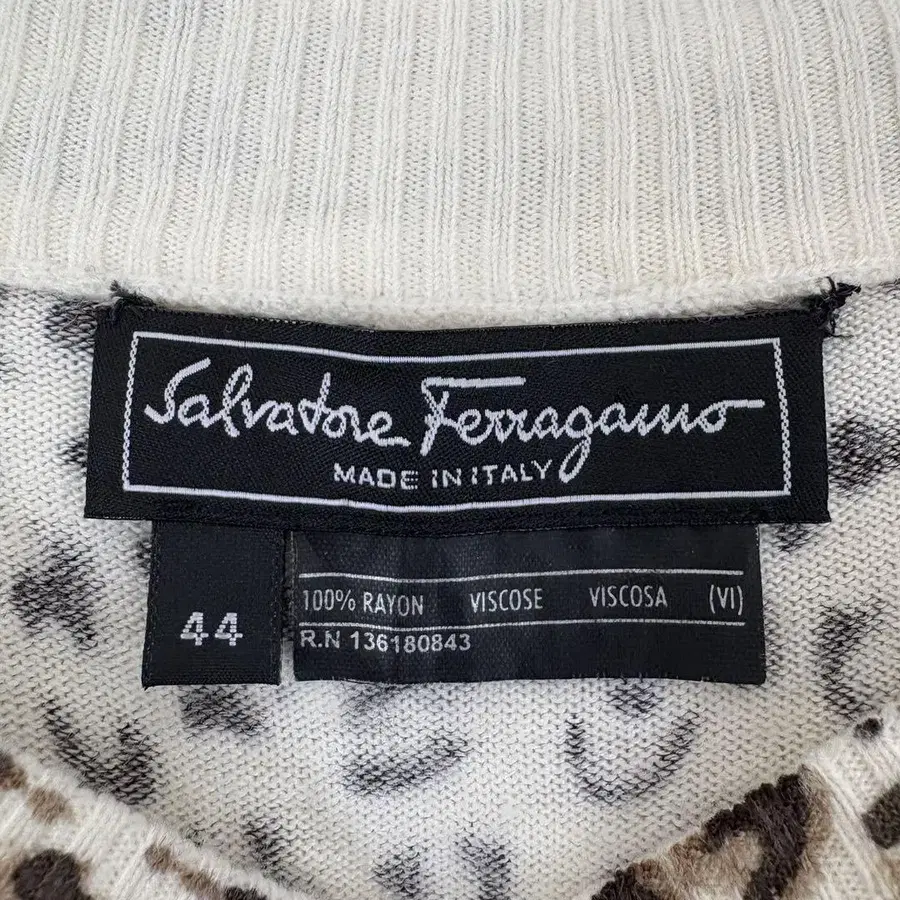 Salvatore Ferragamo
MADE IN ITALY
44
100% RAYON VISCOSE VISCOSA (VI)
R.N 136180843